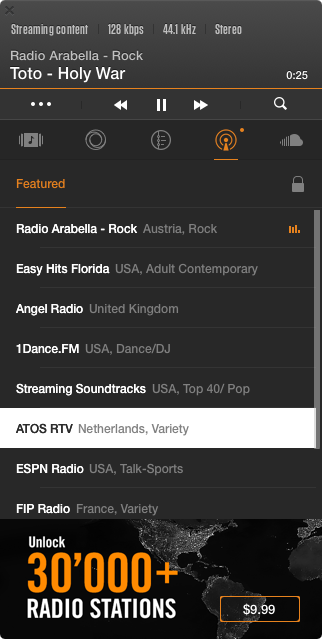 Streaming content 128 kbps 44.1 kHz Stereo
Radio Arabella - Rock
Toto - Holy War 0:25
Featured
Radio Arabella - Rock Austria, Rock
Easy Hits Florida USA, Adult Contemporary
Angel Radio United Kingdom
1Dance.FM USA, Dance/DJ
Streaming Soundtracks USA, Top 40/ Pop
ATOS RTV Netherlands, Variety
ESPN Radio USA, Talk-Sports
FIP Radio France, Variety
Unlock
30'000+
RADIO STATIONS
$9.99